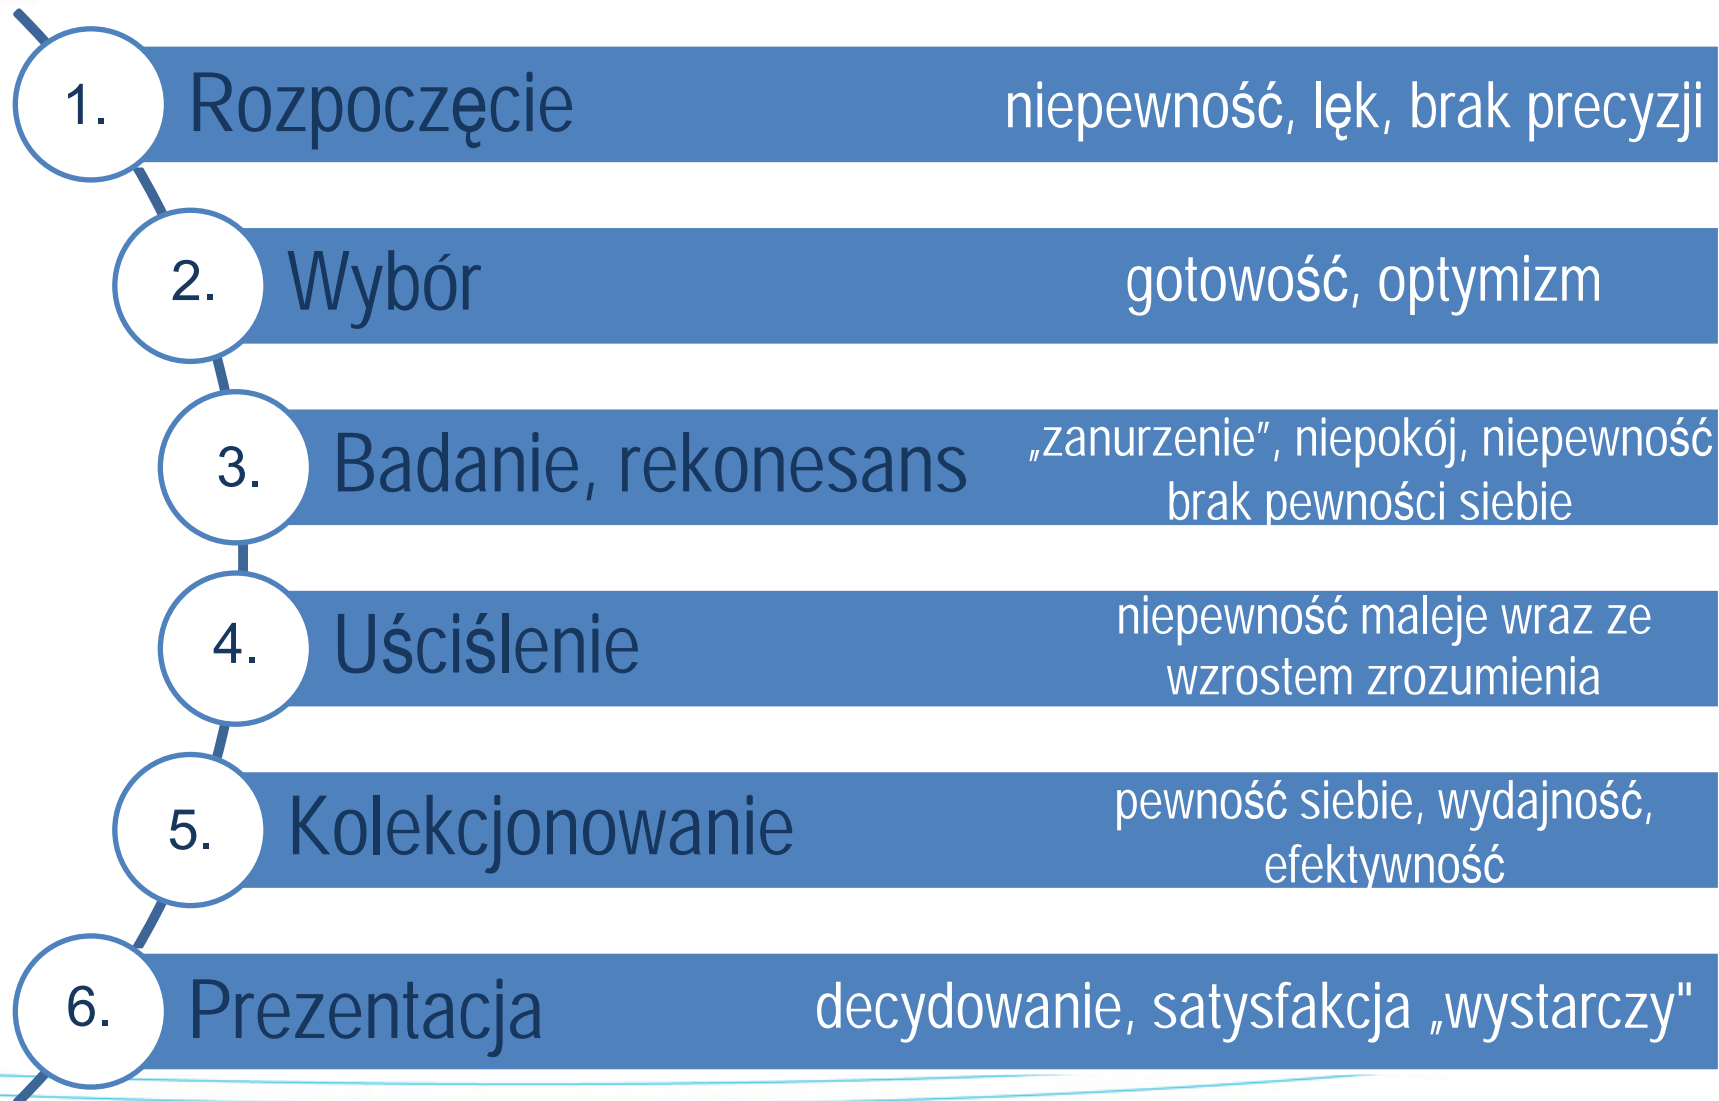 1. Rozpoczęcie niepewność, lęk, brak precyzji
2. Wybór gotowość, optymizm
3. Badanie, rekonesans „zanurzenie”, niepokój, niepewność
brak pewności siebie
4. Uściślenie niepewność maleje wraz ze
wzrostem zrozumienia
5. Kolekcjonowanie pewność siebie, wydajność,
efektywność
6. Prezentacja decydowanie, satysfakcja „wystarczy"